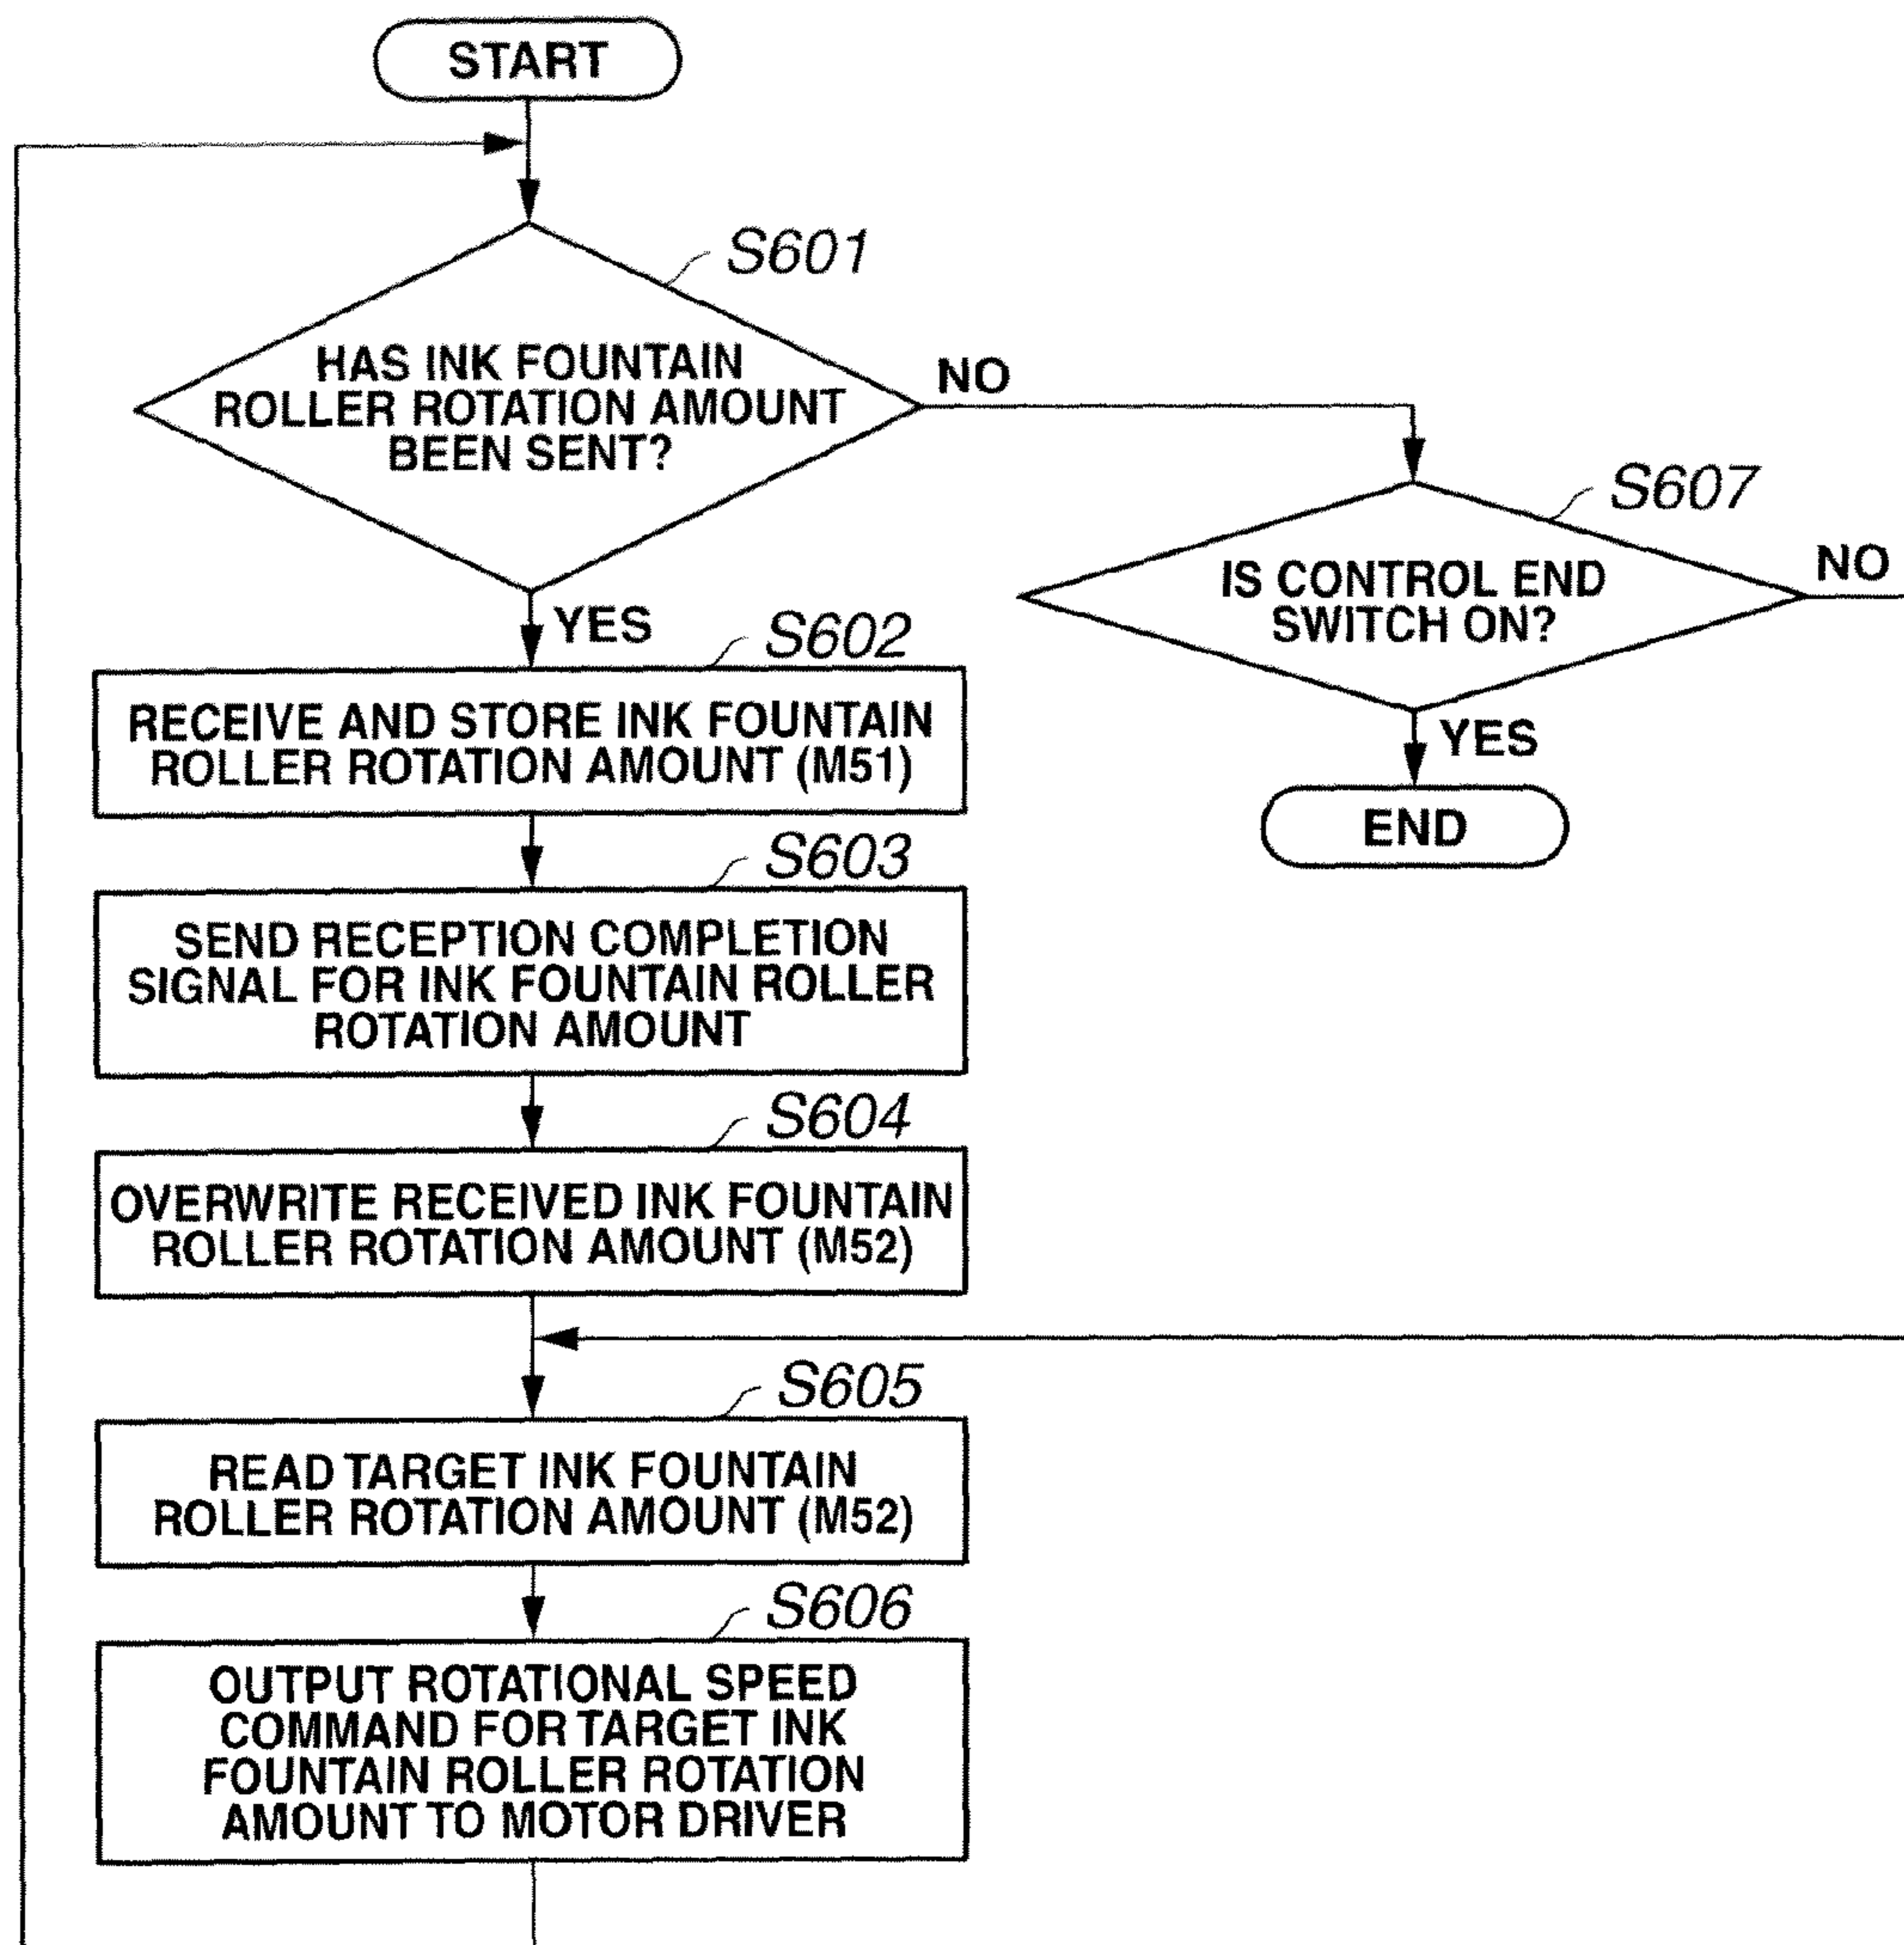 START
S601
HAS INK FOUNTAIN
ROLLER ROTATION AMOUNT
BEEN SENT?
NO
S607
IS CONTROL END
SWITCH ON?
NO
YES
END
YES
S602
RECEIVE AND STORE INK FOUNTAIN
ROLLER ROTATION AMOUNT (M51)
S603
SEND RECEPTION COMPLETION
SIGNAL FOR INK FOUNTAIN ROLLER
ROTATION AMOUNT
S604
OVERWRITE RECEIVED INK FOUNTAIN
ROLLER ROTATION AMOUNT (M52)
S605
READ TARGET INK FOUNTAIN
ROLLER ROTATION AMOUNT (M52)
S606
OUTPUT ROTATIONAL SPEED
COMMAND FOR TARGET INK
FOUNTAIN ROLLER ROTATION
AMOUNT TO MOTOR DRIVER